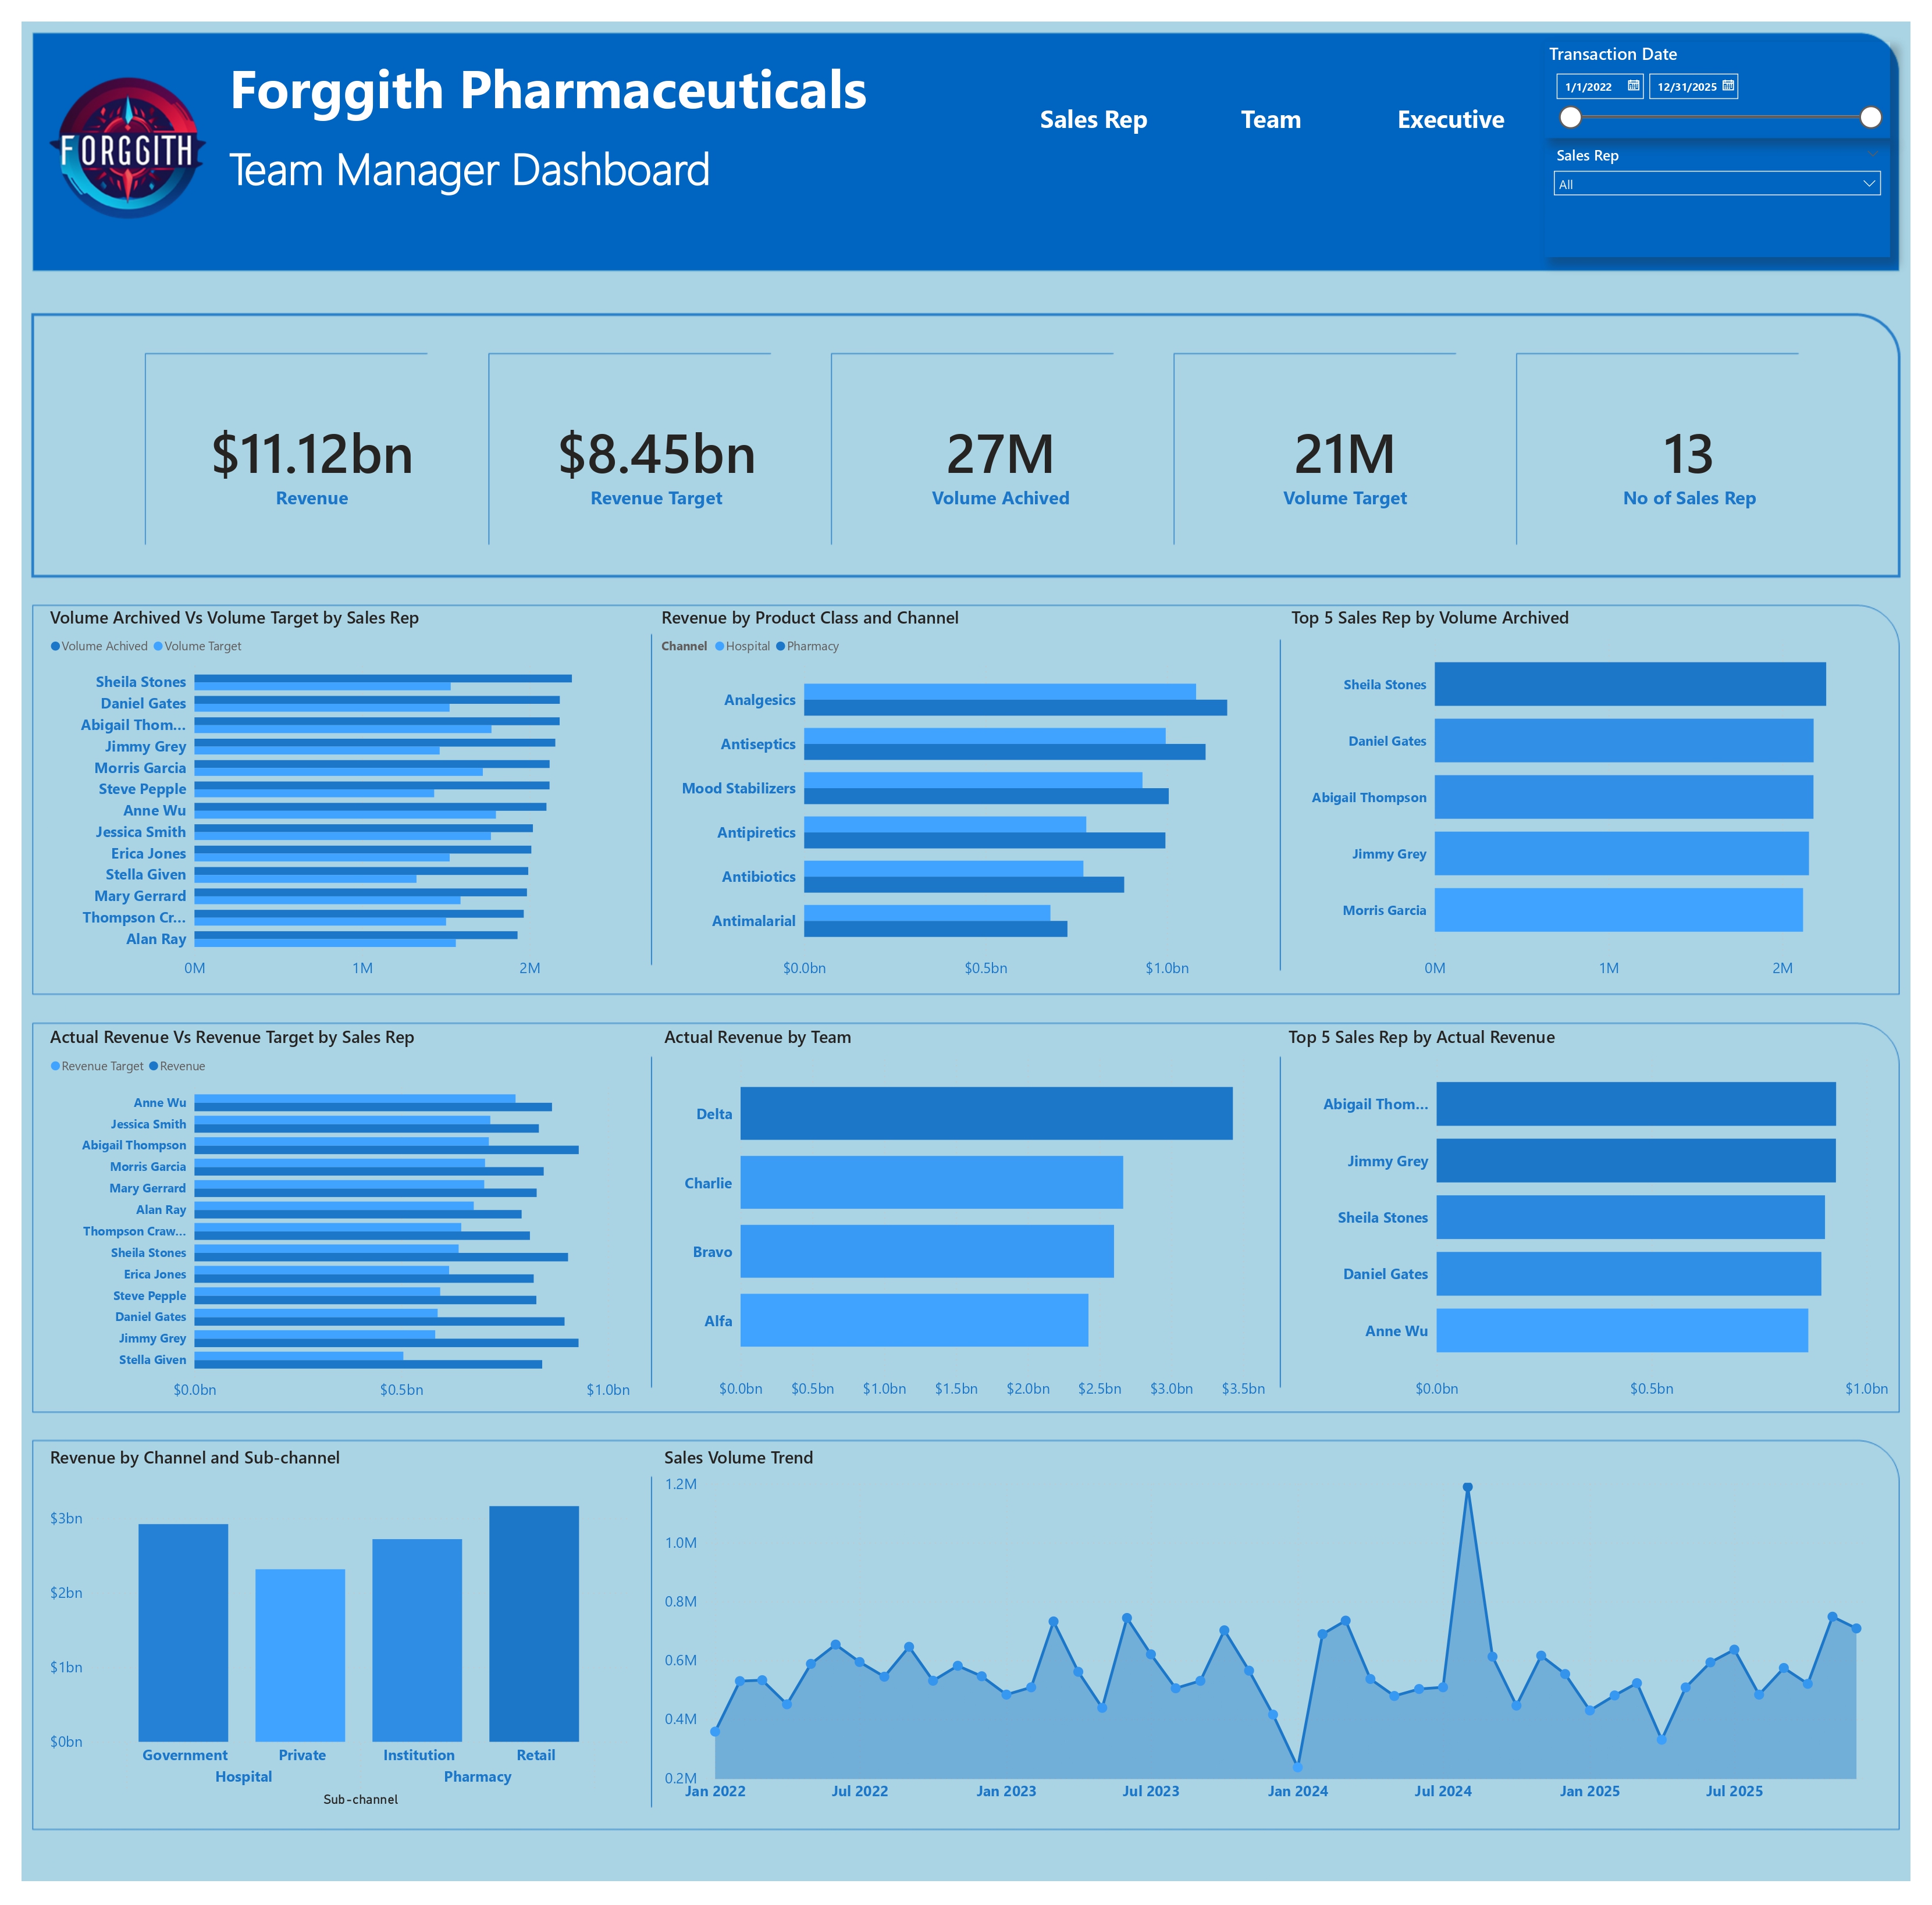 Forggith Pharmaceuticals
Team Manager Dashboard
FORGGITH
Sales Rep
Team
Executive
Transaction Date
1/1/2022
12/31/2025
Sales Rep
All
$11.12bn
Revenue
$8.45bn
Revenue Target
27M
Volume Achived
21M
Volume Target
13
No of Sales Rep
Volume Archived Vs Volume Target by Sales Rep
Volume Achived Volume Target
Sheila Stones
Daniel Gates
Abigail Thom...
Jimmy Grey
Morris Garcia
Steve Pepple
Anne Wu
Jessica Smith
Erica Jones
Stella Given
Mary Gerrard
Thompson Cr...
Alan Ray
0M 1M 2M
Revenue by Product Class and Channel
Channel Hospital Pharmacy
Analgesics
Antiseptics
Mood Stabilizers
Antipiretics
Antibiotics
Antimalarial
$0.0bn $0.5bn $1.0bn
Top 5 Sales Rep by Volume Archived
Sheila Stones
Daniel Gates
Abigail Thompson
Jimmy Grey
Morris Garcia
0M 1M 2M
Actual Revenue Vs Revenue Target by Sales Rep
Revenue Target Revenue
Anne Wu
Jessica Smith
Abigail Thompson
Morris Garcia
Mary Gerrard
Alan Ray
Thompson Craw...
Sheila Stones
Erica Jones
Steve Pepple
Daniel Gates
Jimmy Grey
Stella Given
$0.0bn $0.5bn $1.0bn
Actual Revenue by Team
Delta
Charlie
Bravo
Alfa
$0.0bn $0.5bn $1.0bn $1.5bn $2.0bn $2.5bn $3.0bn $3.5bn
Top 5 Sales Rep by Actual Revenue
Abigail Thom...
Jimmy Grey
Sheila Stones
Daniel Gates
Anne Wu
$0.0bn $0.5bn $1.0bn
Revenue by Channel and Sub-channel
$3bn
$2bn
$1bn
$0bn
Government Private Institution Retail
Hospital Pharmacy
Sub-channel
Sales Volume Trend
1.2M
1.0M
0.8M
0.6M
0.4M
0.2M
Jan 2022 Jul 2022 Jan 2023 Jul 2023 Jan 2024 Jul 2024 Jan 2025 Jul 2025